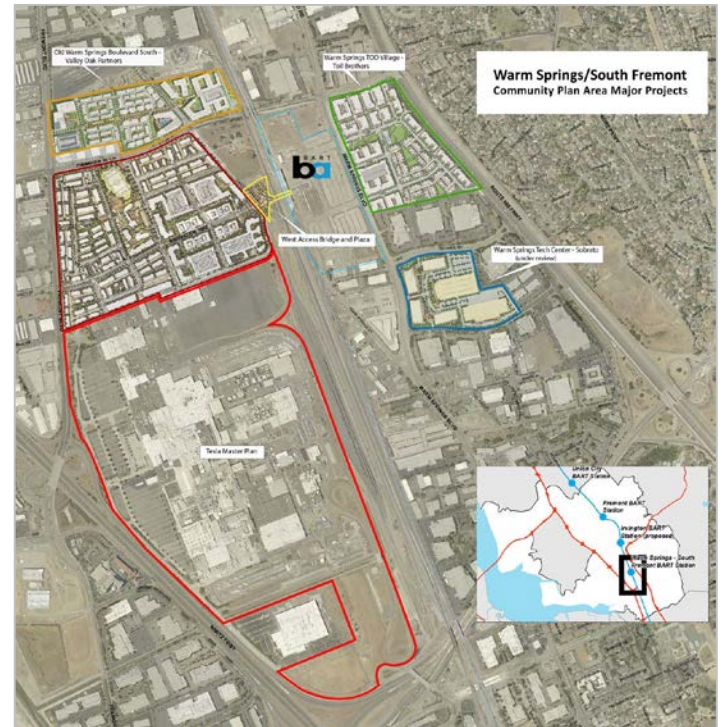 Old Warm Springs Boulevard South -
Valley Oak Partners
Warm Springs TOD Village -
Toll Brothers
Warm Springs/South Fremont
Community Plan Area Major Projects
BART
ba
West Access Bridge and Plaza
Warm Springs Tech Center - Sobrato
(under review)
Tesla Master Plan
Union City
BART Station
Fremont BART
Station
Irvington BART
Station (proposed)
Warm Springs - South
Fremont BART Station